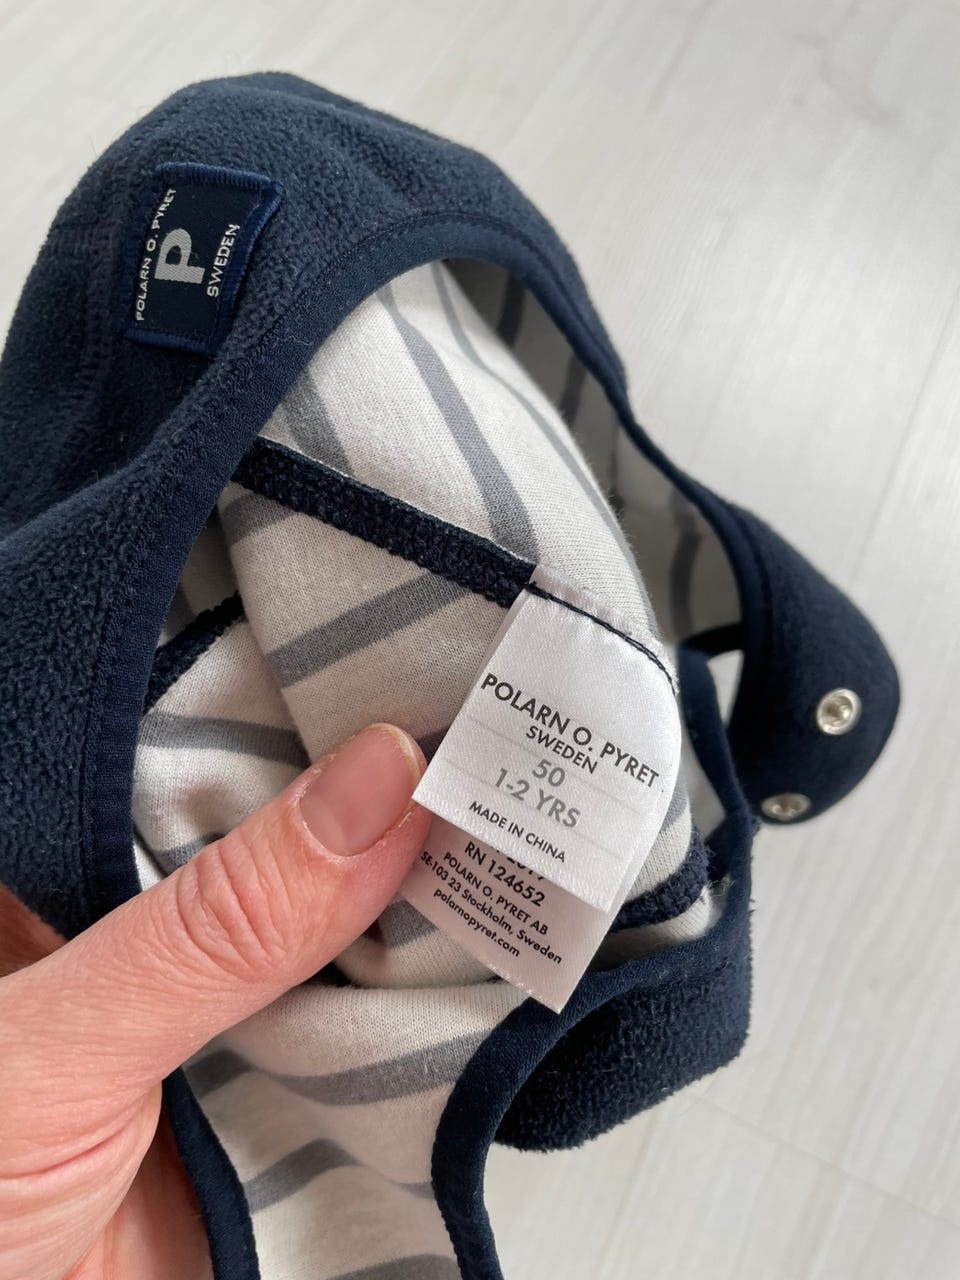 POLARN O. PYRET
P
SWEDEN
POLARN O. PYRET
SWEDEN
50
1-2 YRS
MADE IN CHINA
RN 124652
POLARN O. PYRET AB
SE-103 23 Stockholm, Sweden
polarnopyret.com